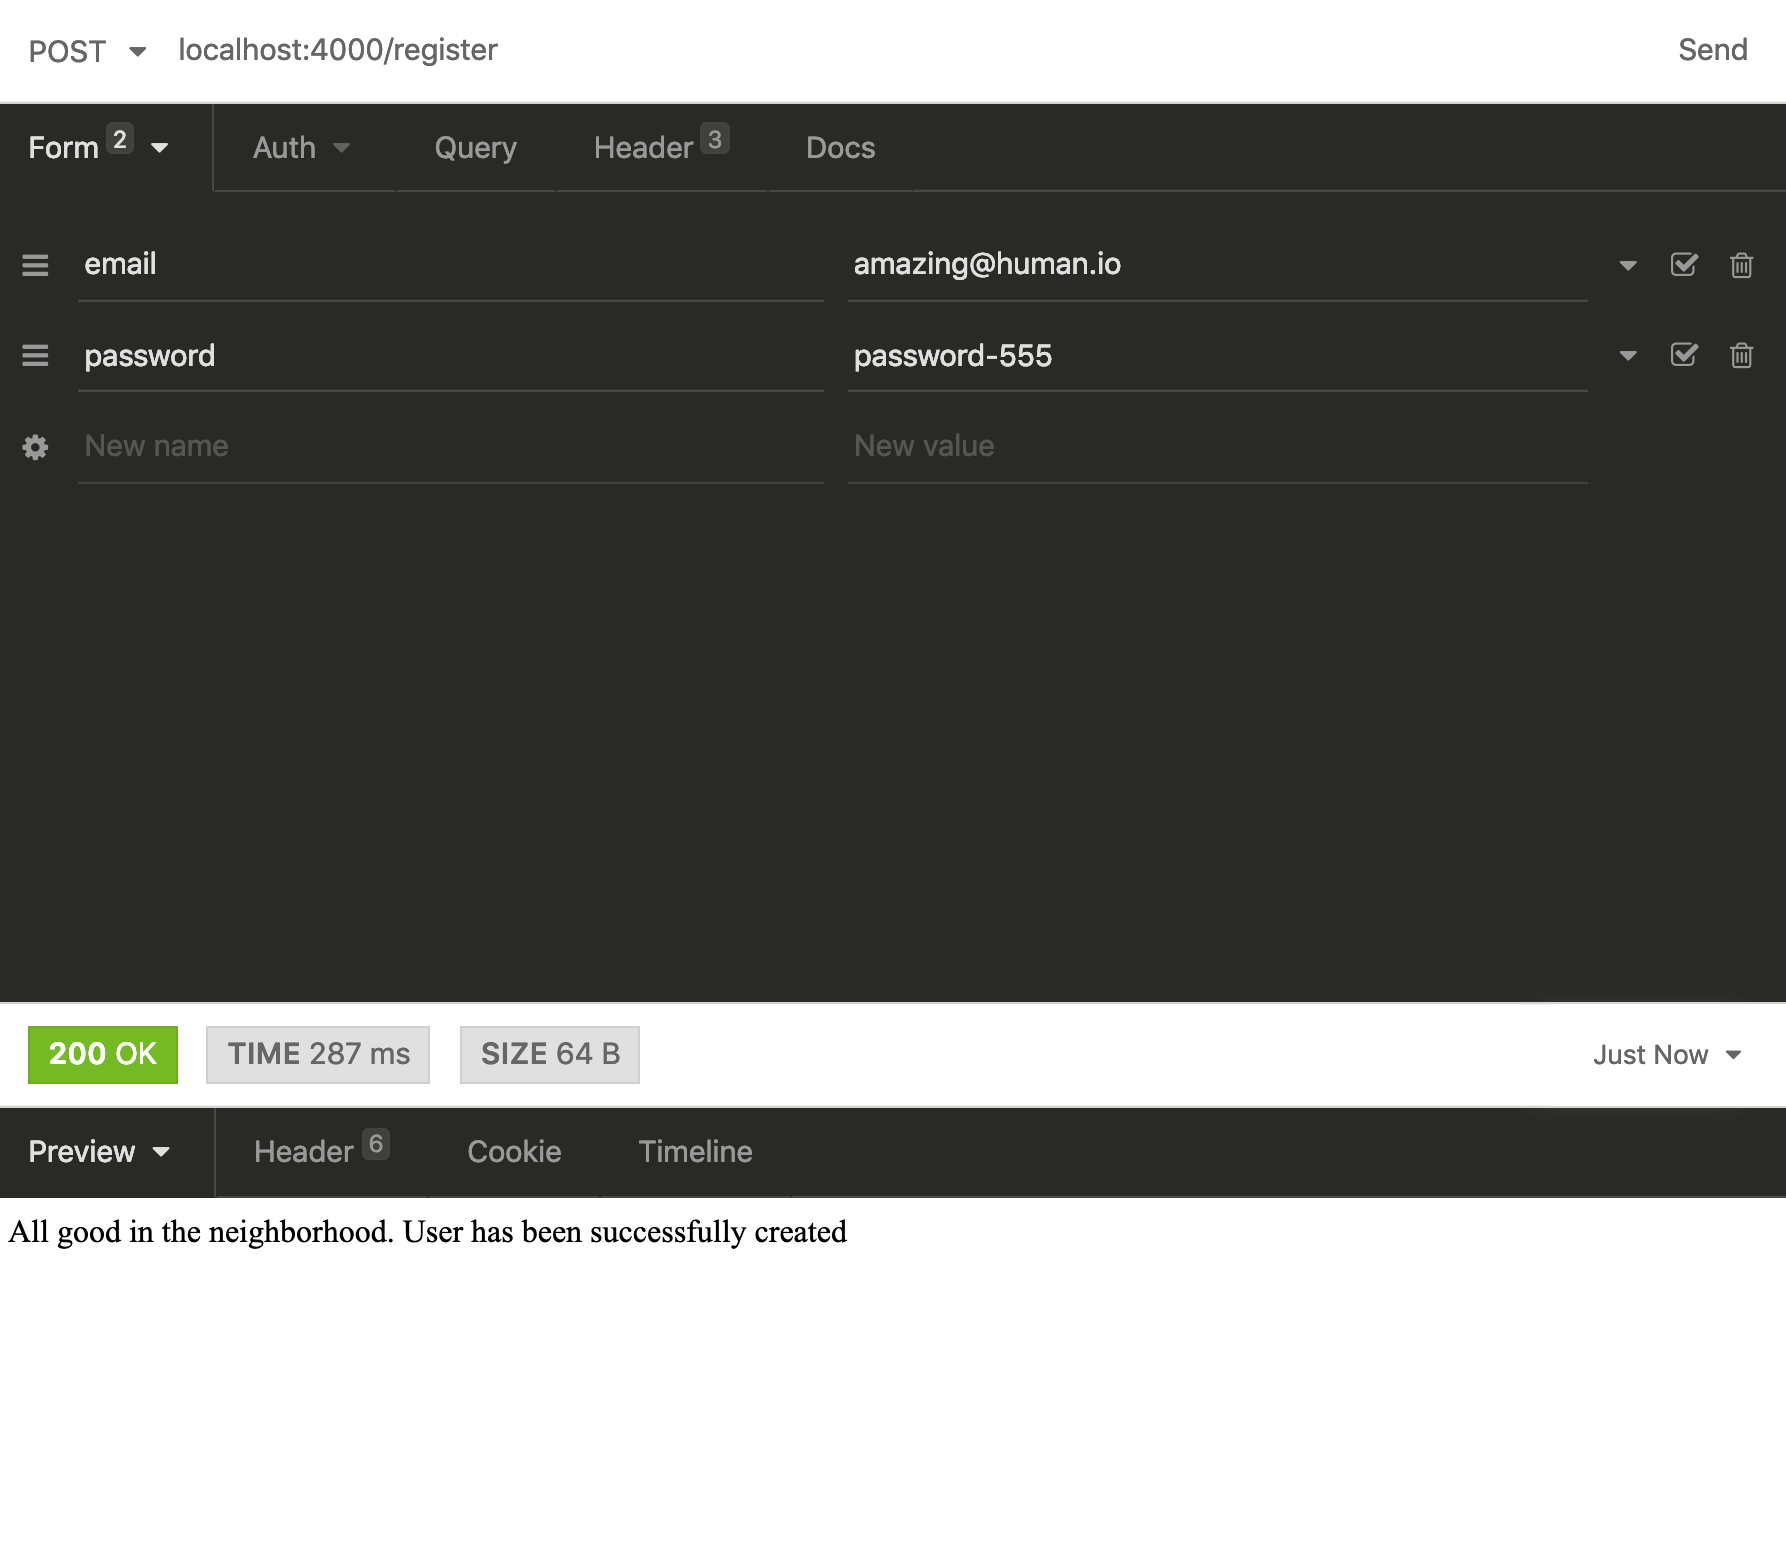 POST localhost:4000/register Send
Form 2 Auth Query Header 3 Docs
email amazing@human.io
password password-555
New name New value
200 OK TIME 287 ms SIZE 64 B Just Now
Preview Header 6 Cookie Timeline
All good in the neighborhood. User has been successfully created